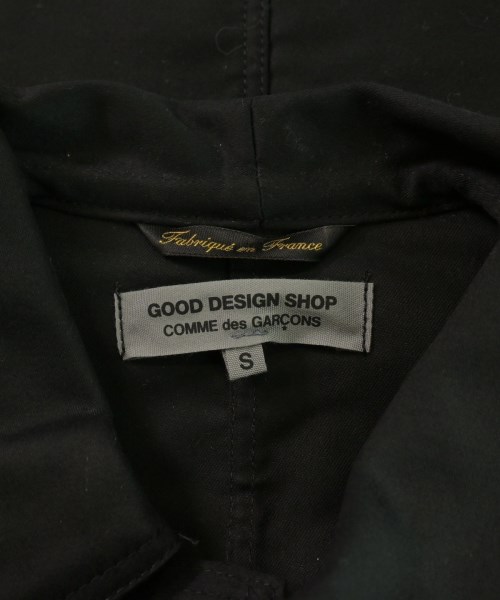 Fabriqué en France
GOOD DESIGN SHOP
COMME des GARÇONS
S